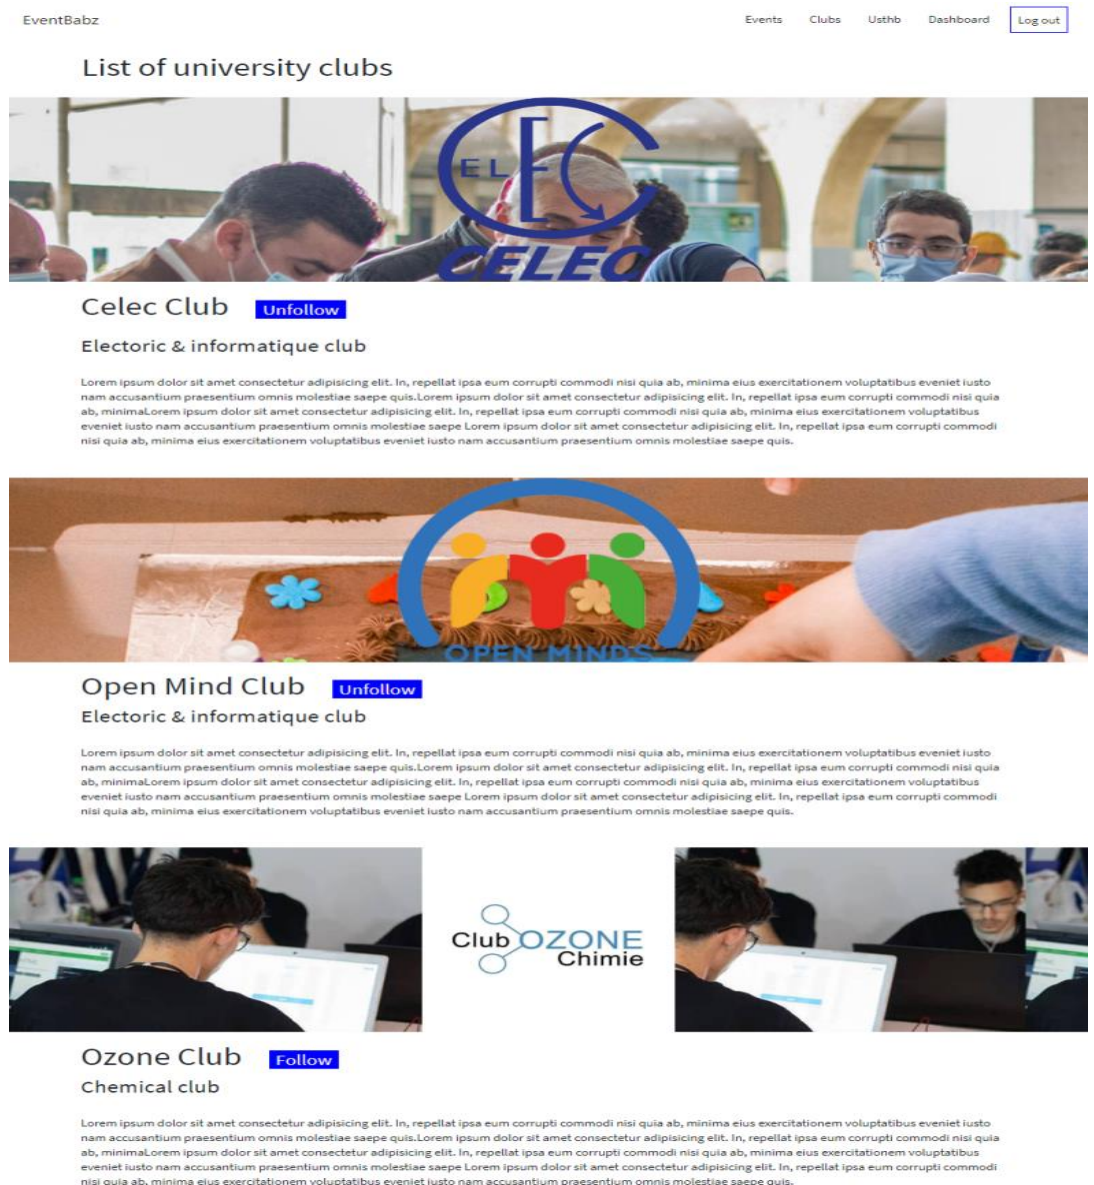 EventBabz
Events Clubs Usthb Dashboard Log out
List of university clubs
EL EC
CELEC
Celec Club Unfollow
Electoric & informatique club
Lorem ipsum dolor sit amet consectetur adipisicing elit. In, repellat ipsa eum corrupti commodi nisi quia ab, minima eius exercitationem voluptatibus eveniet iusto
nam accusantium praesentium omnis molestiae saepe quis.Lorem ipsum dolor sit amet consectetur adipisicing elit. In, repellat ipsa eum corrupti commodi nisi quia
ab, minimaLorem ipsum dolor sit amet consectetur adipisicing elit. In, repellat ipsa eum corrupti commodi nisi quia ab, minima eius exercitationem voluptatibus
eveniet iusto nam accusantium praesentium omnis molestiae saepe Lorem ipsum dolor sit amet consectetur adipisicing elit. In, repellat ipsa eum corrupti commodi
nisi quia ab, minima eius exercitationem voluptatibus eveniet iusto nam accusantium praesentium omnis molestiae saepe quis.
OPEN MINDS
Open Mind Club Unfollow
Electoric & informatique club
Lorem ipsum dolor sit amet consectetur adipisicing elit. In, repellat ipsa eum corrupti commodi nisi quia ab, minima eius exercitationem voluptatibus eveniet iusto
nam accusantium praesentium omnis molestiae saepe quis.Lorem ipsum dolor sit amet consectetur adipisicing elit. In, repellat ipsa eum corrupti commodi nisi quia
ab, minimaLorem ipsum dolor sit amet consectetur adipisicing elit. In, repellat ipsa eum corrupti commodi nisi quia ab, minima eius exercitationem voluptatibus
eveniet iusto nam accusantium praesentium omnis molestiae saepe Lorem ipsum dolor sit amet consectetur adipisicing elit. In, repellat ipsa eum corrupti commodi
nisi quia ab, minima eius exercitationem voluptatibus eveniet iusto nam accusantium praesentium omnis molestiae saepe quis.
Club OZONE
Chimie
Ozone Club Follow
Chemical club
Lorem ipsum dolor sit amet consectetur adipisicing elit. In, repellat ipsa eum corrupti commodi nisi quia ab, minima eius exercitationem voluptatibus eveniet iusto
nam accusantium praesentium omnis molestiae saepe quis.Lorem ipsum dolor sit amet consectetur adipisicing elit. In, repellat ipsa eum corrupti commodi nisi quia
ab, minimaLorem ipsum dolor sit amet consectetur adipisicing elit. In, repellat ipsa eum corrupti commodi nisi quia ab, minima eius exercitationem voluptatibus
eveniet iusto nam accusantium praesentium omnis molestiae saepe Lorem ipsum dolor sit amet consectetur adipisicing elit. In, repellat ipsa eum corrupti commodi
nisi quia ab, minima eius exercitationem voluptatibus eveniet iusto nam accusantium praesentium omnis molestiae saepe quis.